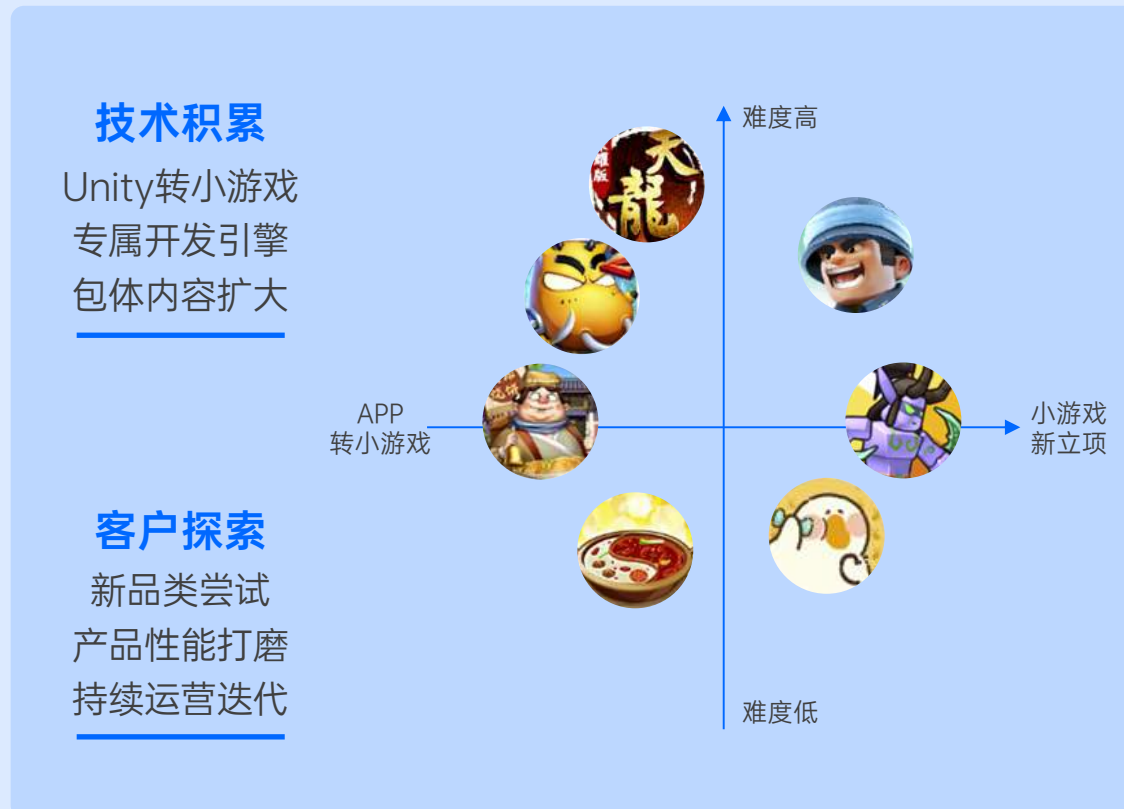 技术积累
Unity转小游戏
专属开发引擎
包体内容扩大
客户探索
新品类尝试
产品性能打磨
持续运营迭代
难度高
天龍
APP
转小游戏
小游戏
新立项
难度低